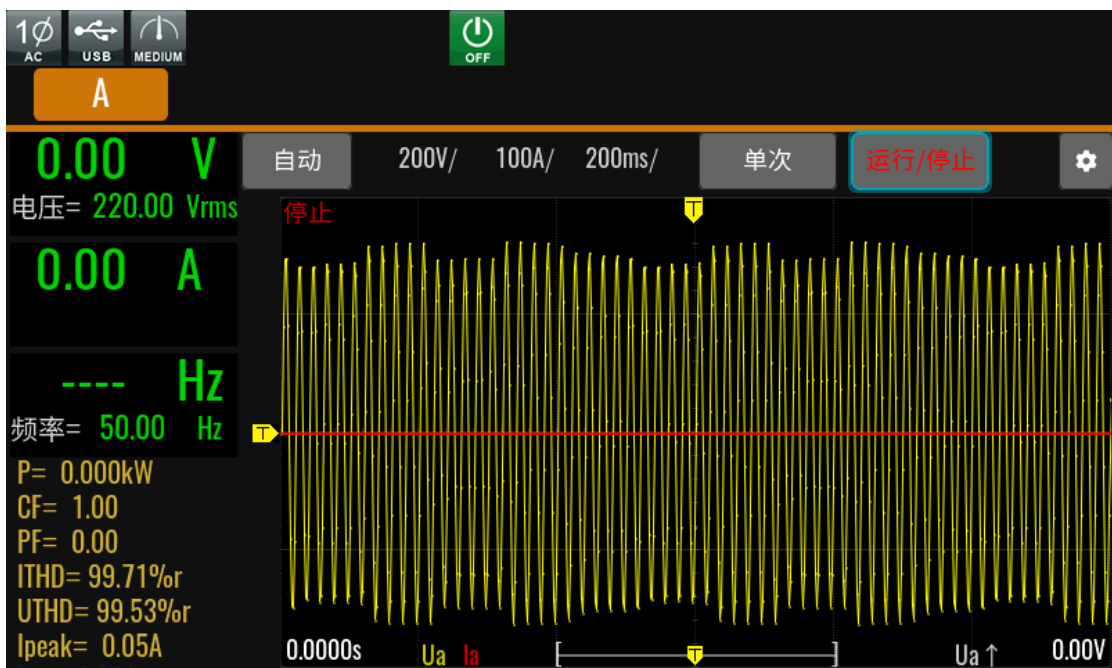 1Ø
AC
USB
MEDIUM
OFF
A
0.00 V
电压= 220.00 Vrms
0.00 A
---- Hz
频率= 50.00 Hz
P= 0.000kW
CF= 1.00
PF= 0.00
ITHD= 99.71%r
UTHD= 99.53%r
Ipeak= 0.05A
自动 200V/ 100A/ 200ms/ 单次 运行/停止
停止
T
T
0.0000s Ua Ia [ T ] Ua↑ 0.00V